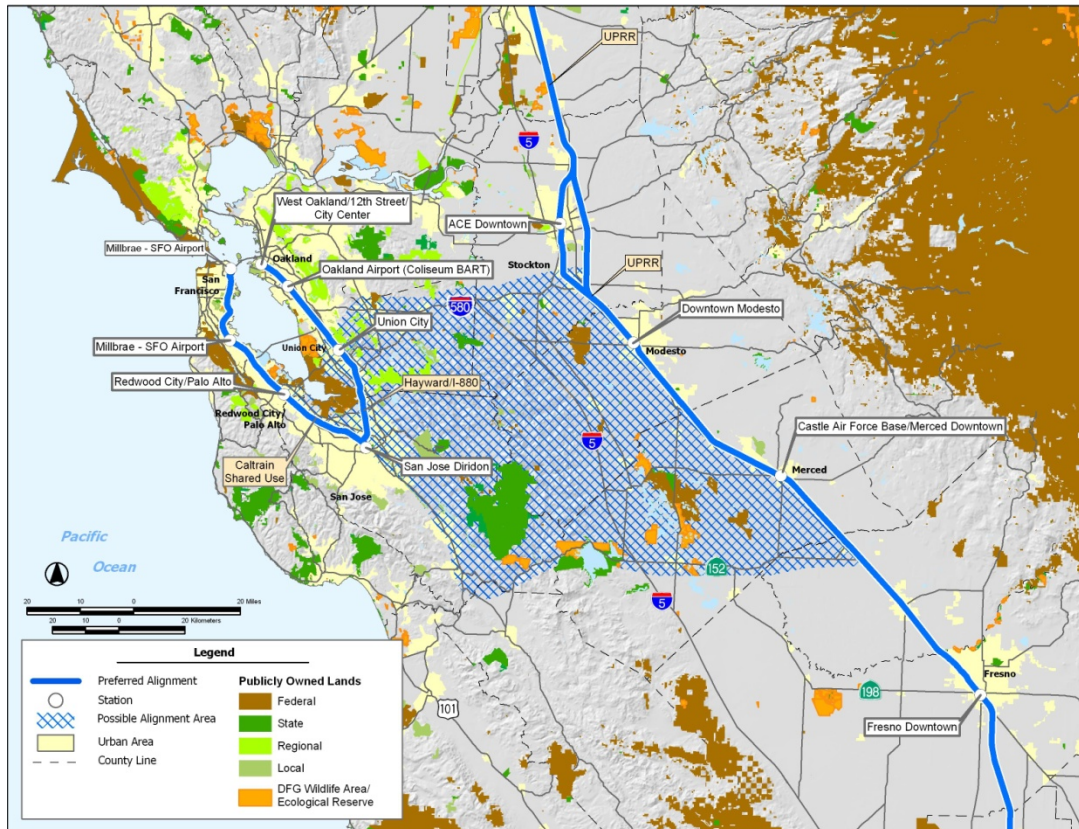 UPRR
5
West Oakland/12th Street/
City Center
ACE Downtown
Millbrae - SFO Airport
Oakland
Oakland Airport (Coliseum BART)
Stockton
UPRR
San
Francisco
580
Union City
Downtown Modesto
Millbrae - SFO Airport
Union City
Modesto
Redwood City/Palo Alto
Hayward/I-880
Redwood City/
Palo Alto
Castle Air Force Base/Merced Downtown
5
San Jose Diridon
Merced
Caltrain
Shared Use
San Jose
Pacific
Ocean
152
5
20 10 0 20 Miles
20 10 0 20 Kilometers
Legend
Preferred Alignment
Station
Possible Alignment Area
Urban Area
County Line
Publicly Owned Lands
Federal
State
Regional
Local
DFG Wildlife Area/
Ecological Reserve
101
198
Fresno
Fresno Downtown